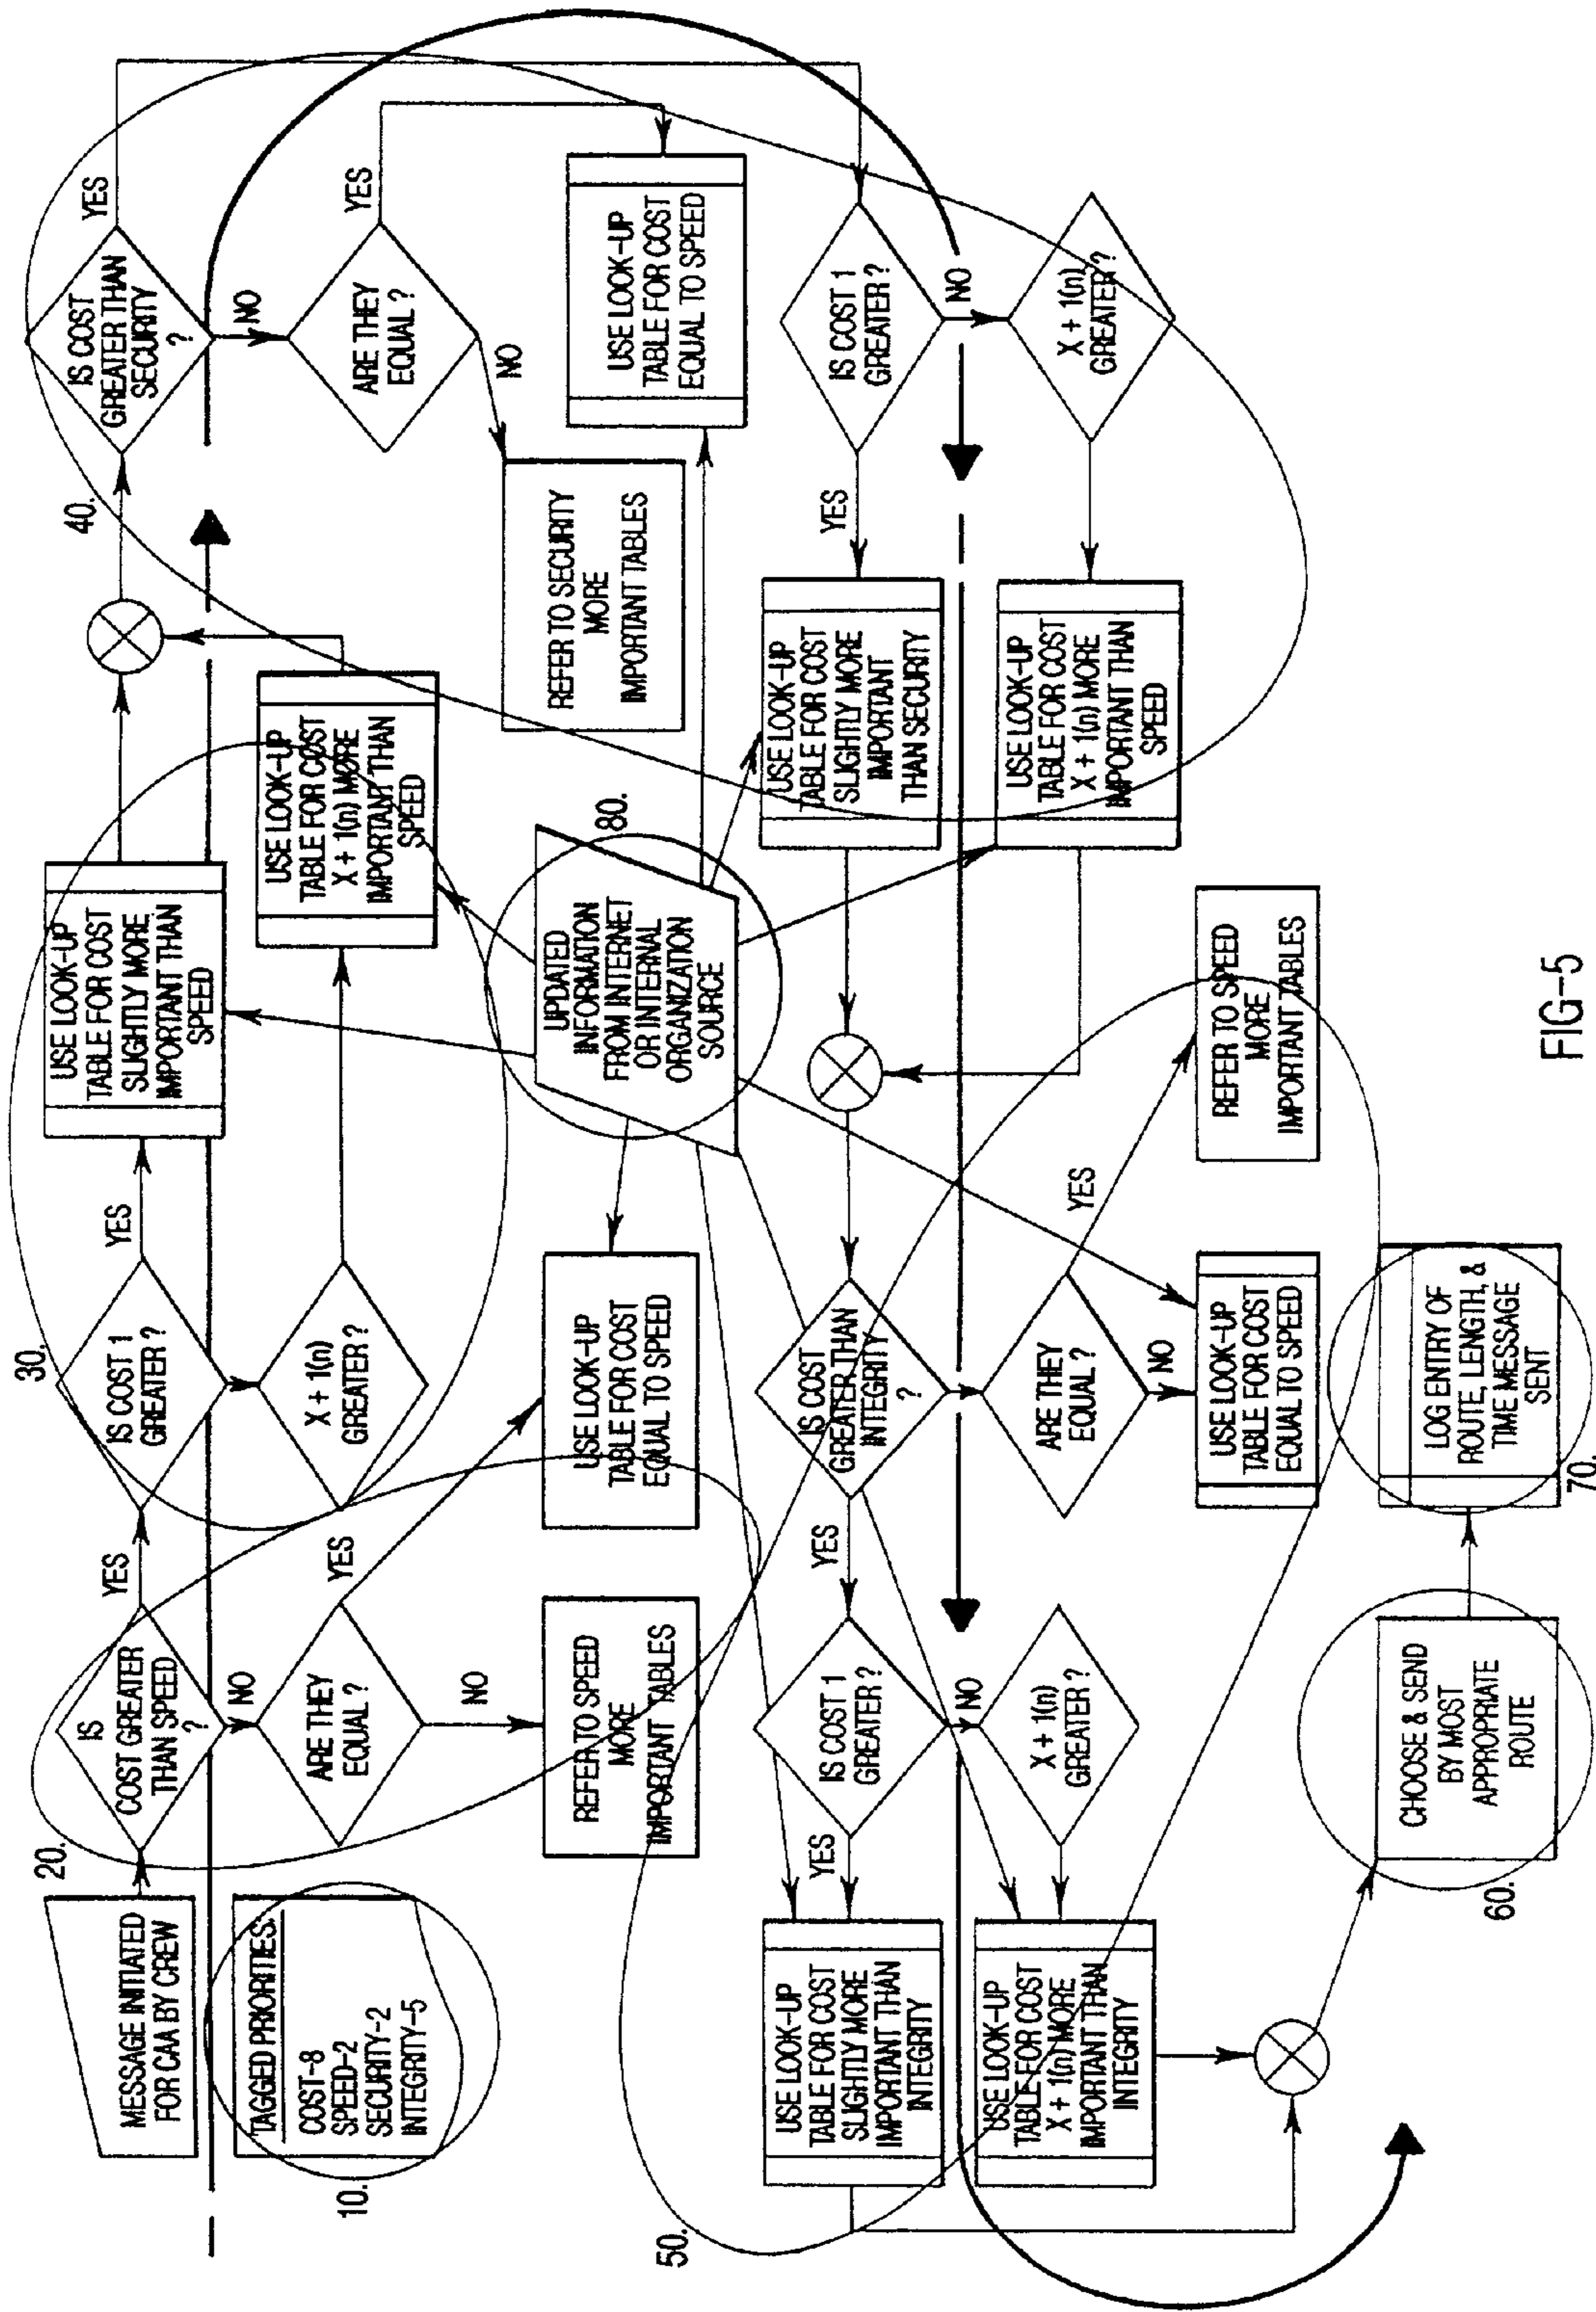 MESSAGE INITIATED
FOR CAA BY CREW
10.
TAGGED PRIORITIES:
COST-8
SPEED-2
SECURITY-2
INTEGRITY-5
20.
IS
COST GREATER
THAN SPEED
?
YES
NO
ARE THEY
EQUAL ?
YES
NO
REFER TO SPEED
MORE
IMPORTANT TABLES
USE LOOK-UP
TABLE FOR COST
EQUAL TO SPEED
30.
IS COST 1
GREATER ?
YES
X + 1(n)
GREATER ?
USE LOOK-UP
TABLE FOR COST
SLIGHTLY MORE
IMPORTANT THAN
SPEED
USE LOOK-UP
TABLE FOR COST
X + 1(n) MORE
IMPORTANT THAN
SPEED
40.
IS COST
GREATER THAN
SECURITY
?
YES
NO
ARE THEY
EQUAL ?
YES
NO
REFER TO SECURITY
MORE
IMPORTANT TABLES
USE LOOK-UP
TABLE FOR COST
EQUAL TO SPEED
80.
UPDATED
INFORMATION
FROM INTERNET
OR INTERNAL
ORGANIZATION
SOURCE
IS COST 1
GREATER ?
YES
NO
X + 1(n)
GREATER ?
USE LOOK-UP
TABLE FOR COST
SLIGHTLY MORE
IMPORTANT
THAN SECURITY
USE LOOK-UP
TABLE FOR COST
X + 1(n) MORE
IMPORTANT THAN
SPEED
IS COST
GREATER THAN
INTEGRITY
?
YES
ARE THEY
EQUAL ?
YES
NO
REFER TO SPEED
MORE
IMPORTANT TABLES
USE LOOK-UP
TABLE FOR COST
EQUAL TO SPEED
50.
IS COST 1
GREATER ?
YES
NO
X + 1(n)
GREATER ?
USE LOOK-UP
TABLE FOR COST
SLIGHTLY MORE
IMPORTANT THAN
INTEGRITY
USE LOOK-UP
TABLE FOR COST
X + 1(n) MORE
IMPORTANT THAN
INTEGRITY
60.
CHOOSE & SEND
BY MOST
APPROPRIATE
ROUTE
70.
LOG ENTRY OF
ROUTE, LENGTH, &
TIME MESSAGE
SENT
FIG-5